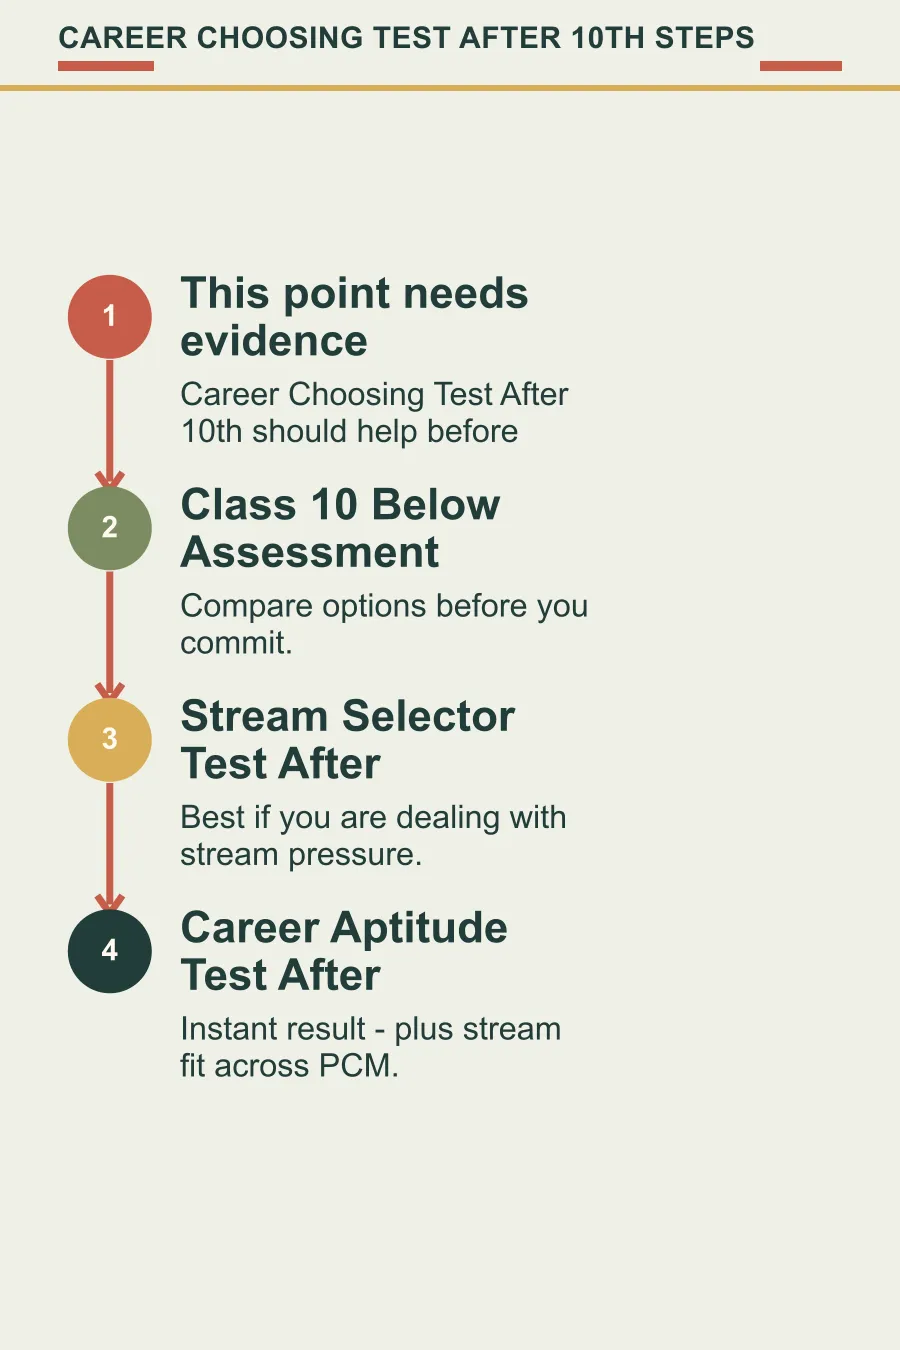 CAREER CHOOSING TEST AFTER 10TH STEPS
1
This point needs
evidence
Career Choosing Test After
10th should help before
2
Class 10 Below
Assessment
Compare options before you
commit.
3
Stream Selector
Test After
Best if you are dealing with
stream pressure.
4
Career Aptitude
Test After
Instant result - plus stream
fit across PCM.